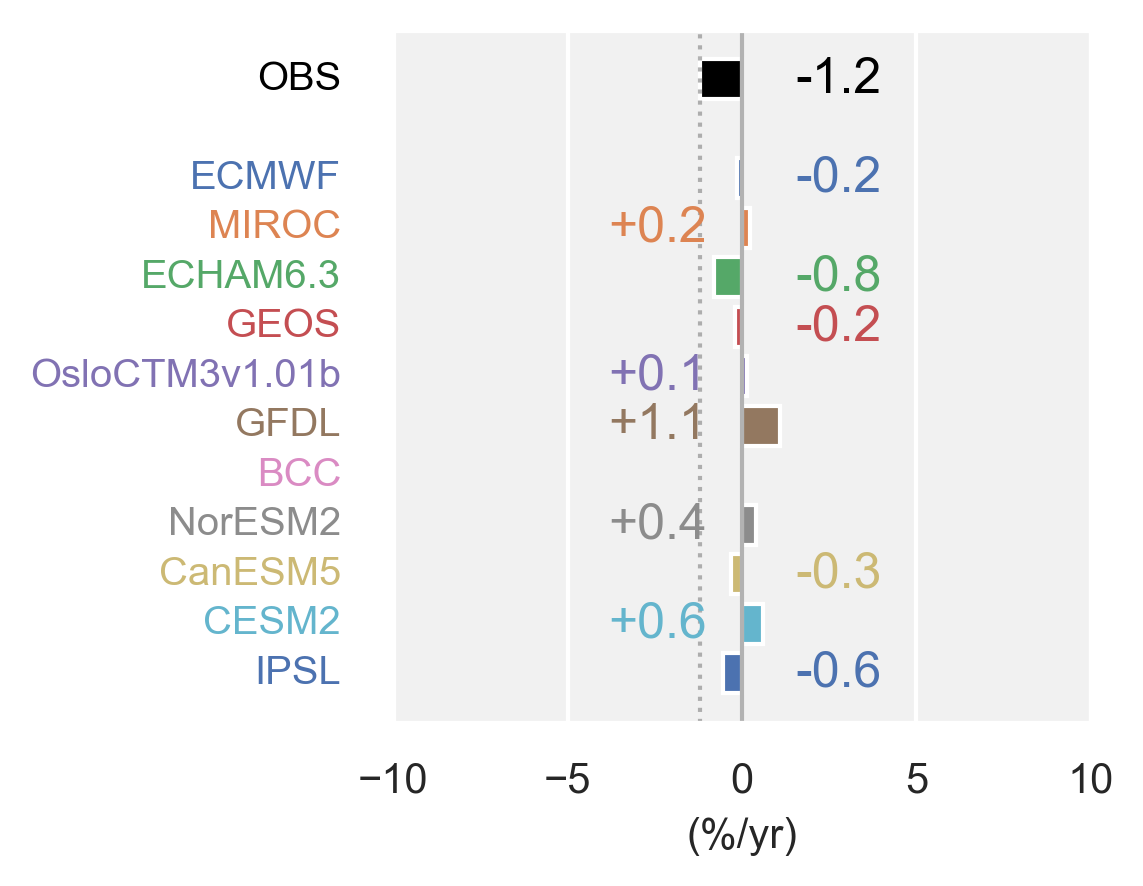 OBS -1.2
ECMWF -0.2
MIROC +0.2
ECHAM6.3 -0.8
GEOS -0.2
OsloCTM3v1.01b +0.1
GFDL +1.1
BCC
NorESM2 +0.4
CanESM5 -0.3
CESM2 +0.6
IPSL -0.6
−10 −5 0 5 10
(%/yr)